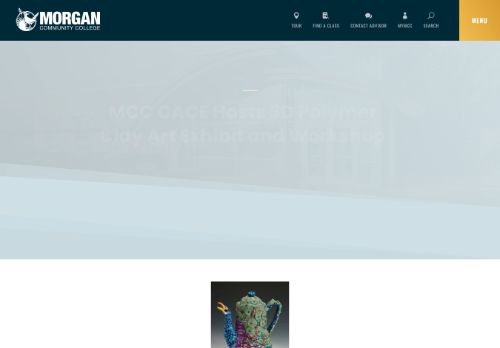 MORGAN
COMMUNITY COLLEGE
TOUR
FIND A CLASS
CONTACT ADVISOR
MYMCC
SEARCH
MENU
MCC CACE Hosts 3D Polymer
Clay Art Exhibit and Workshop